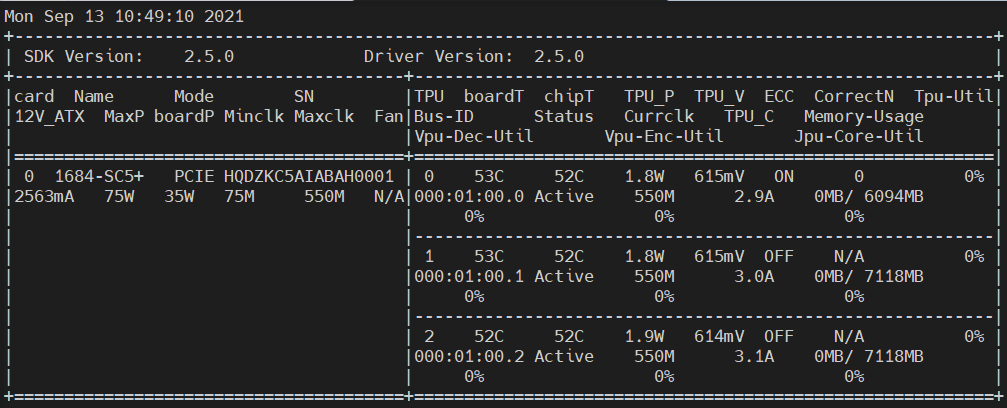 Mon Sep 13 10:49:10 2021
+--------------------------------------------------------------------------------------------------+
| SDK Version:    2.5.0             Driver Version:  2.5.0                                         |
+---------------------------------------+----------------------------------------------------------+
|card  Name      Mode        SN         |TPU  boardT  chipT   TPU_P  TPU_V  ECC  CorrectN  Tpu-Util|
|12V_ATX  MaxP boardP Minclk Maxclk  Fan|Bus-ID      Status   Currclk   TPU_C   Memory-Usage       |
|                                       |Vpu-Dec-Util       Vpu-Enc-Util       Jpu-Core-Util       |
|=======================================+==========================================================|
| 0  1684-SC5+   PCIE HQDZKC5AIABAH0001 | 0    53C     52C    1.8W   615mV   ON      0          0% |
|2563mA   75W   35W   75M     550M   N/A|000:01:00.0 Active    550M      2.9A    0MB/ 6094MB       |
|                                       |     0%                 0%                 0%             |
|                                       |----------------------------------------------------------|
|                                       | 1    53C     52C    1.8W   615mV  OFF    N/A          0% |
|                                       |000:01:00.1 Active    550M      3.0A    0MB/ 7118MB       |
|                                       |     0%                 0%                 0%             |
|                                       |----------------------------------------------------------|
|                                       | 2    52C     52C    1.9W   614mV  OFF    N/A          0% |
|                                       |000:01:00.2 Active    550M      3.1A    0MB/ 7118MB       |
|                                       |     0%                 0%                 0%             |
+=======================================+==========================================================+